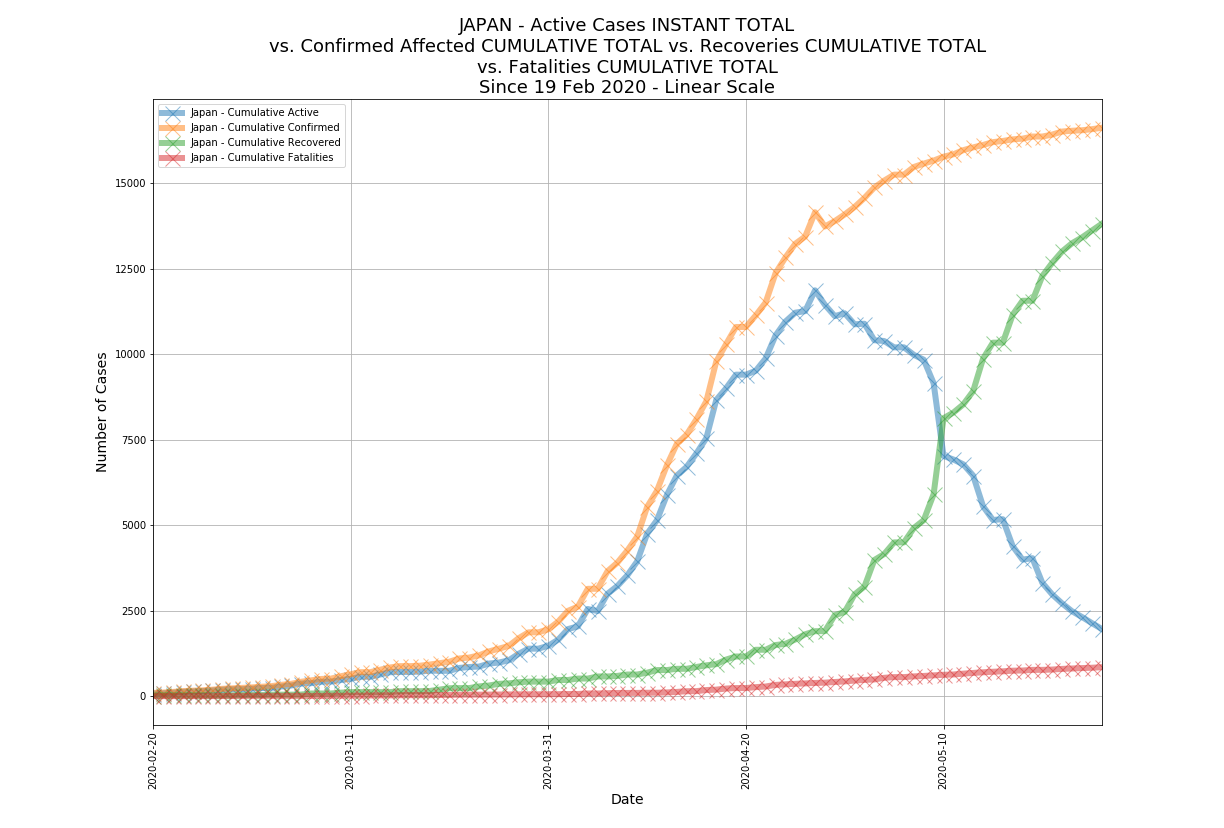 JAPAN - Active Cases INSTANT TOTAL
vs. Confirmed Affected CUMULATIVE TOTAL vs. Recoveries CUMULATIVE TOTAL
vs. Fatalities CUMULATIVE TOTAL
Since 19 Feb 2020 - Linear Scale
Japan - Cumulative Active
Japan - Cumulative Confirmed
Japan - Cumulative Recovered
Japan - Cumulative Fatalities
Number of Cases
15000
12500
10000
7500
5000
2500
0
2020-02-20
2020-03-11
2020-03-31
2020-04-20
2020-05-10
Date